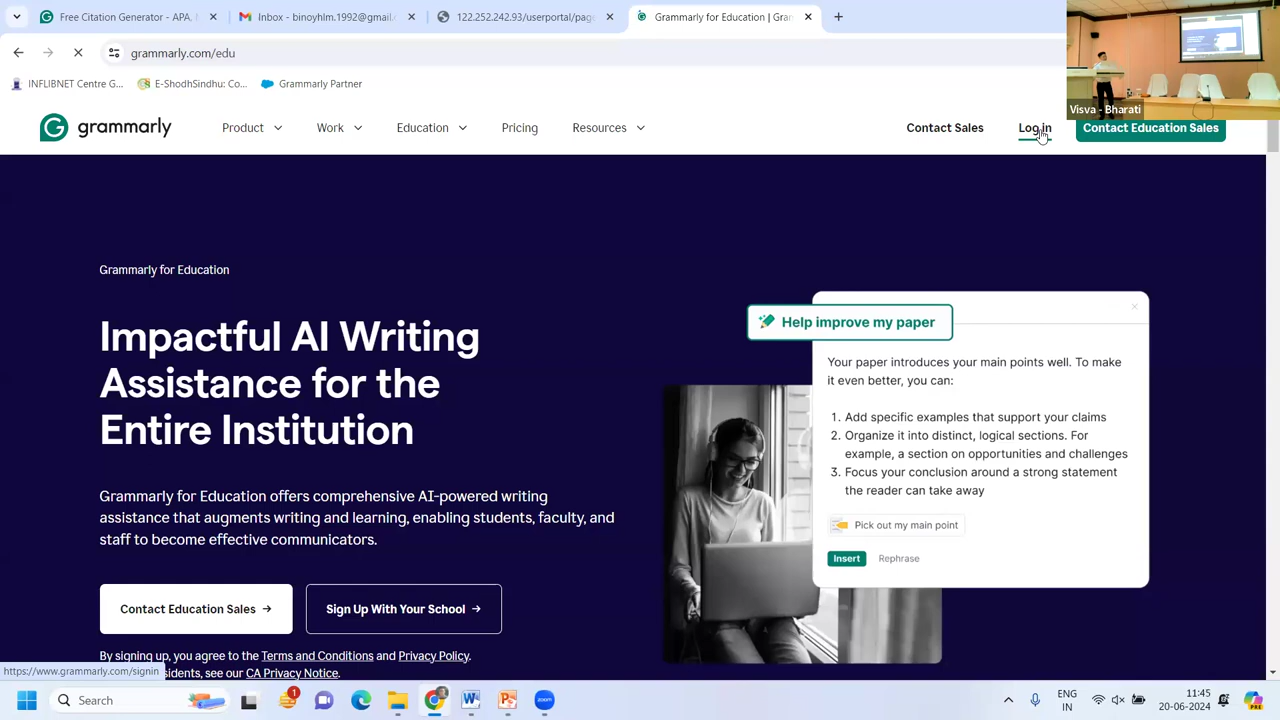 Free Citation Generator - APA, M
M Inbox - binoyhlm.1992@gmail.c
122.252.242.93/userportal/page
Grammarly for Education | Gram
grammarly.com/edu
INFLIBNET Centre G...
E-ShodhSindhu: Co...
Grammarly Partner
Visva - Bharati
grammarly
Product
Work
Education
Pricing
Resources
Contact Sales
Log in
Contact Education Sales
Grammarly for Education
Impactful AI Writing
Assistance for the
Entire Institution
Grammarly for Education offers comprehensive AI-powered writing
assistance that augments writing and learning, enabling students, faculty, and
staff to become effective communicators.
Contact Education Sales →
Sign Up With Your School →
By signing up, you agree to the Terms and Conditions and Privacy Policy.
sidents, see our CA Privacy Notice.
https://www.grammarly.com/signin
Help improve my paper
Your paper introduces your main points well. To make
it even better, you can:
1. Add specific examples that support your claims
2. Organize it into distinct, logical sections. For
example, a section on opportunities and challenges
3. Focus your conclusion around a strong statement
the reader can take away
Pick out my main point
Insert
Rephrase
Search
1
3
ENG
IN
11:45
20-06-2024
PRE